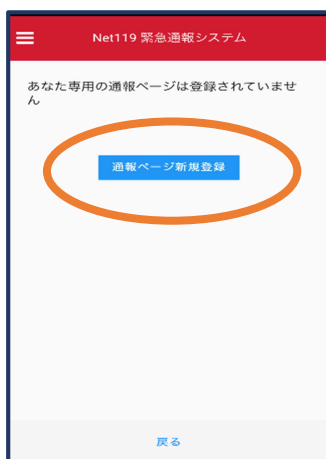 Net119 緊急通報システム
あなた専用の通報ページは登録されていませ
ん
通報ページ新規登録
戻る